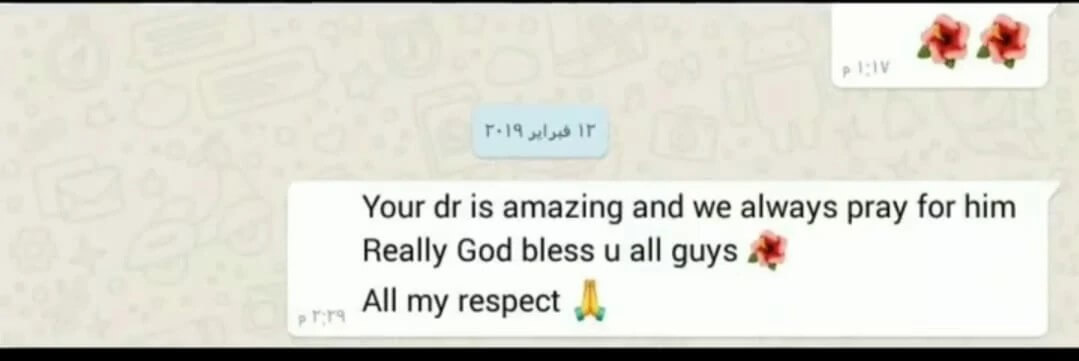 🌺🌺
١:١٧ م
١٢ فبراير ٢٠١٩
Your dr is amazing and we always pray for him
Really God bless u all guys 🌺
All my respect 🙏
٢:٢٩ م